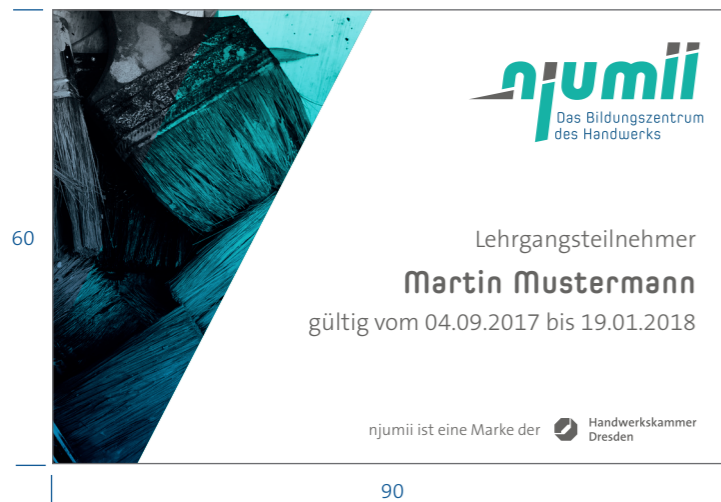 njumii
Das Bildungszentrum
des Handwerks
60
Lehrgangsteilnehmer
Martin Mustermann
gültig vom 04.09.2017 bis 19.01.2018
njumii ist eine Marke der
Handwerkskammer
Dresden
90